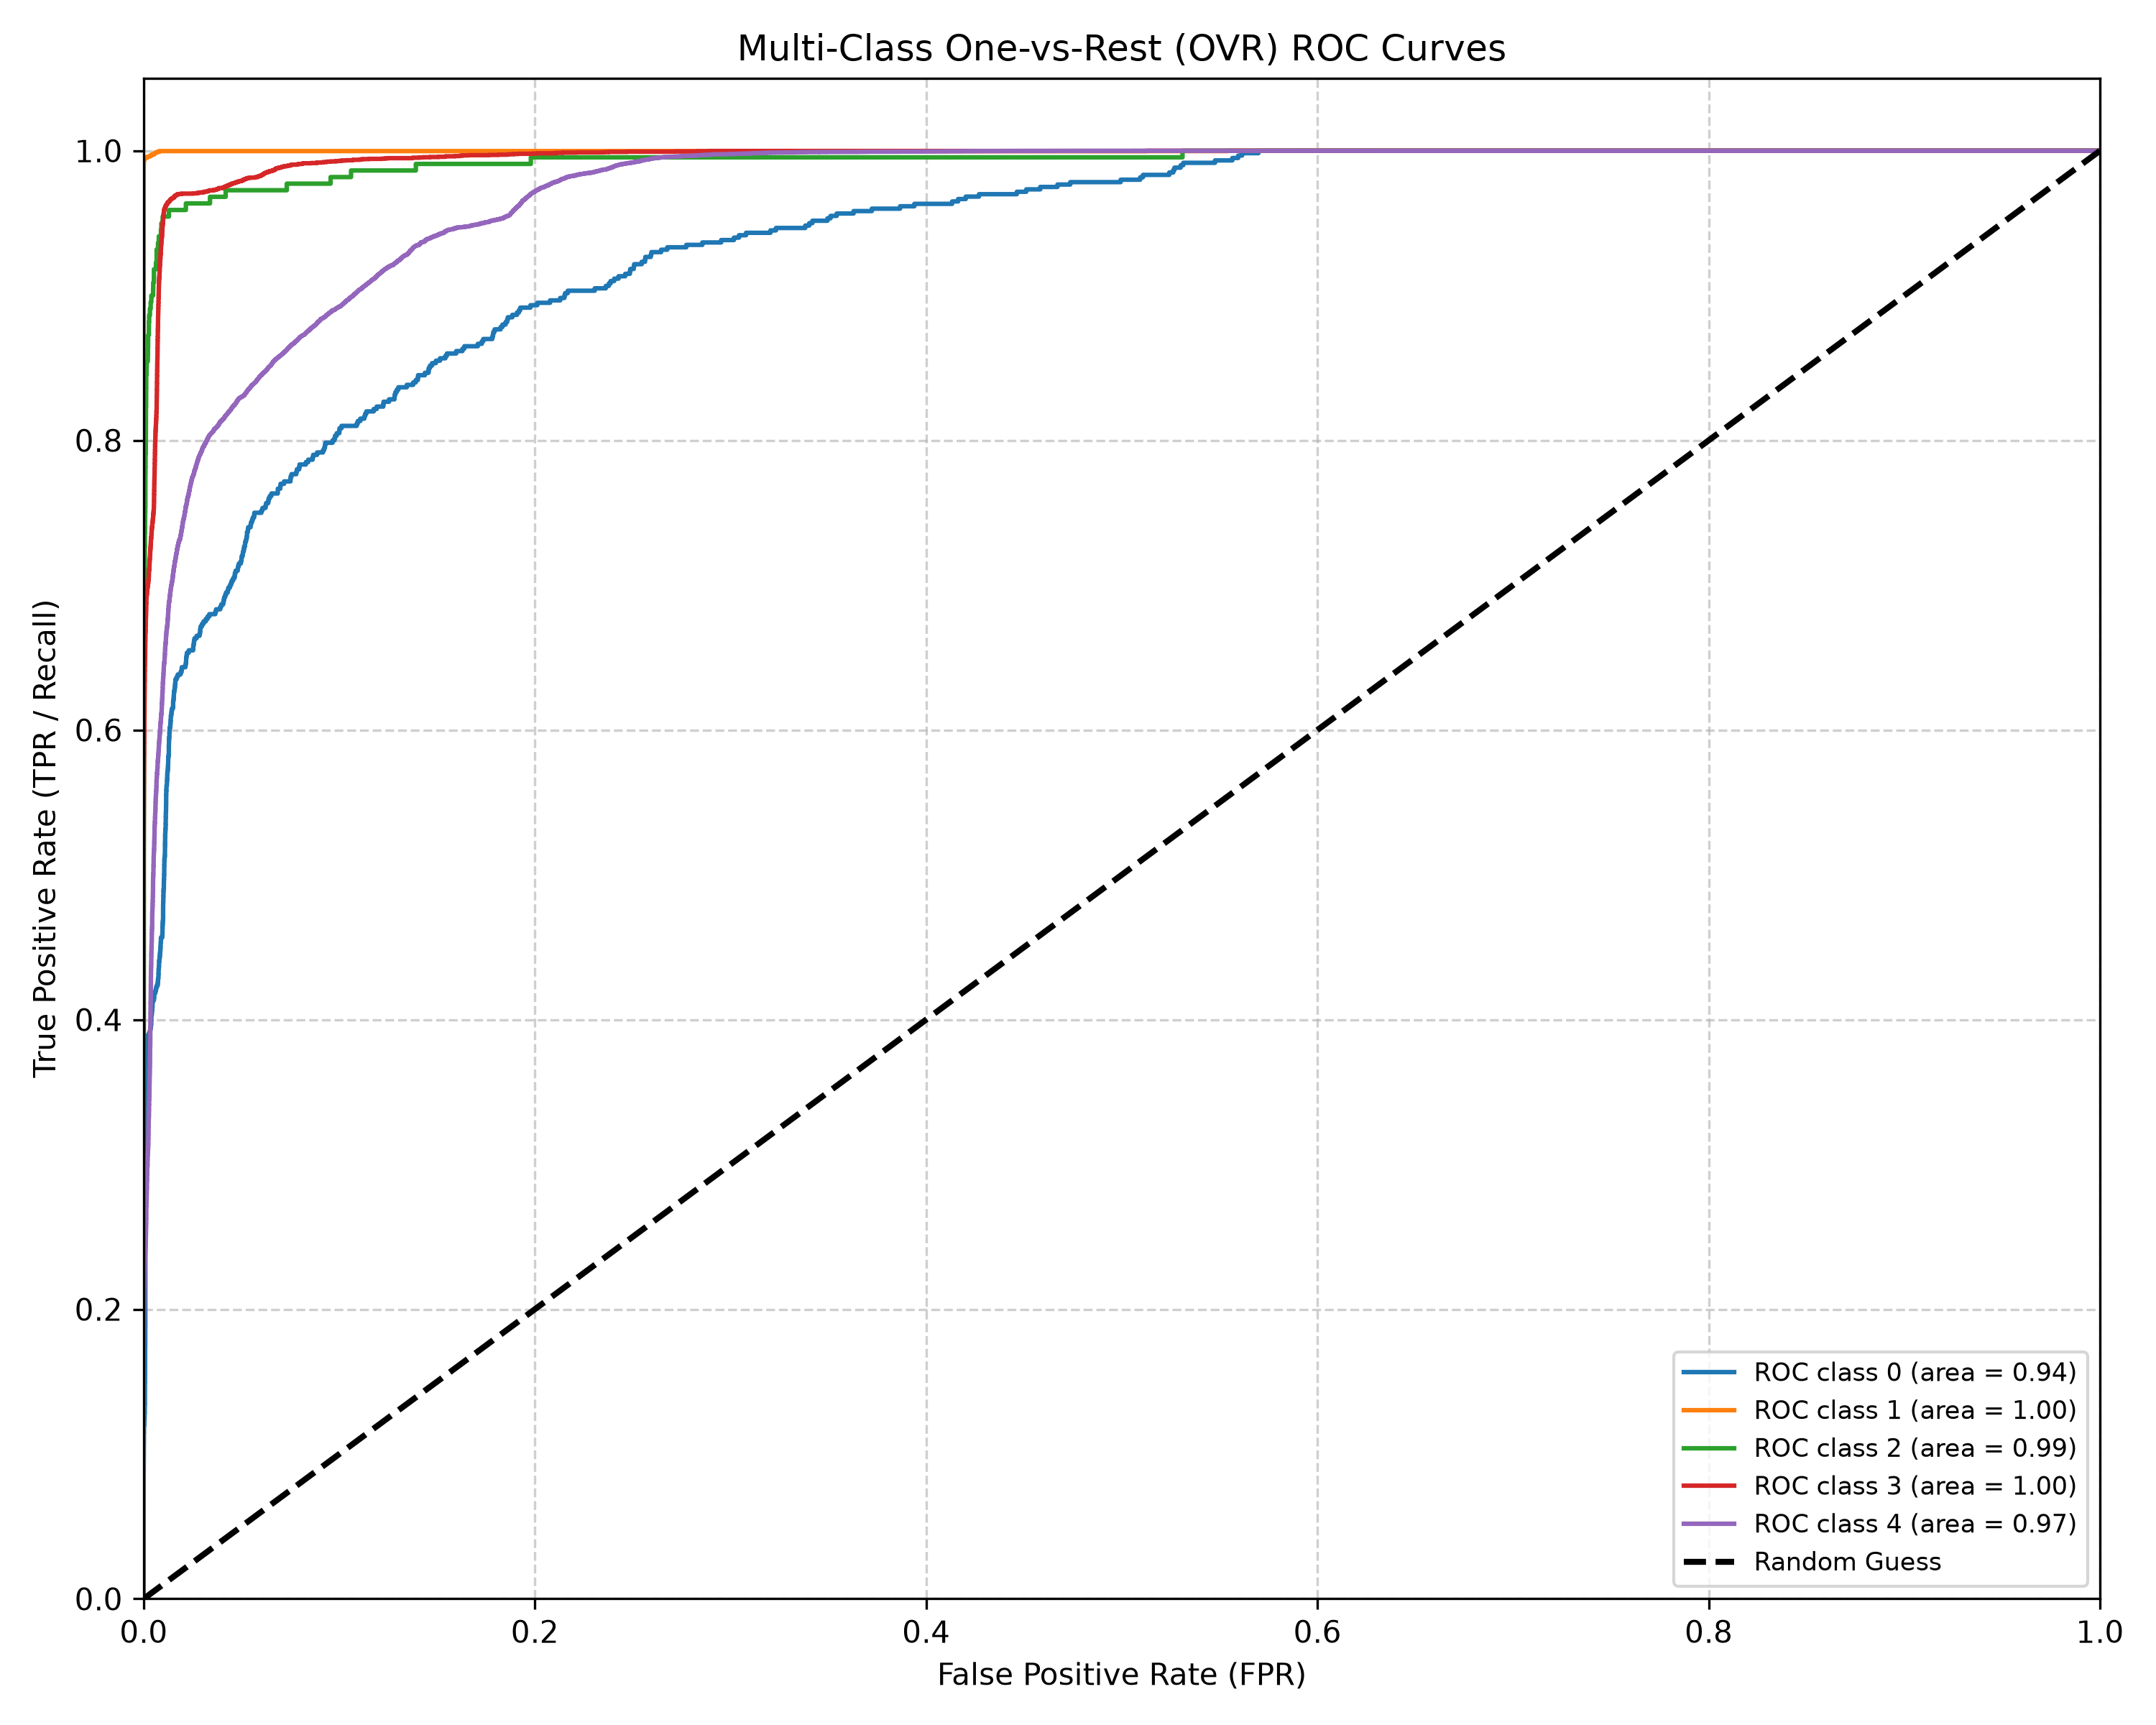 Multi-Class One-vs-Rest (OVR) ROC Curves
True Positive Rate (TPR / Recall)
1.0
0.8
0.6
0.4
0.2
0.0
0.0 0.2 0.4 0.6 0.8 1.0
False Positive Rate (FPR)
ROC class 0 (area = 0.94)
ROC class 1 (area = 1.00)
ROC class 2 (area = 0.99)
ROC class 3 (area = 1.00)
ROC class 4 (area = 0.97)
Random Guess